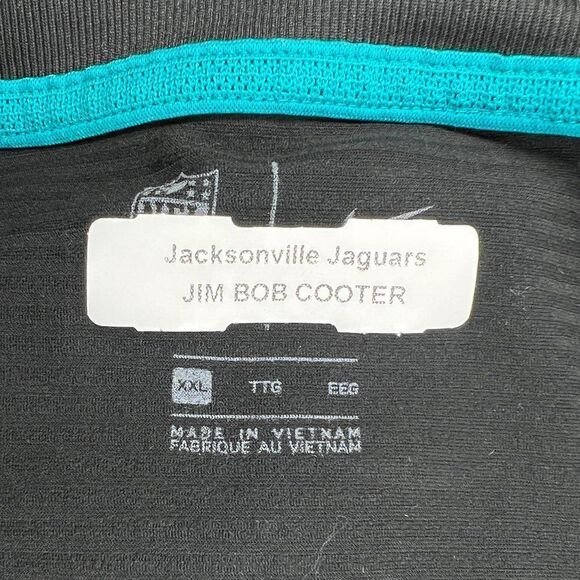 Jacksonville Jaguars
JIM BOB COOTER
XXL TTG EEG
MADE IN VIETNAM
FABRIQUE AU VIETNAM